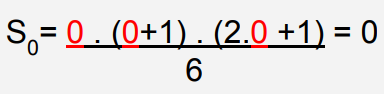 S₀= 0 . (0+1) . (2.0 +1) = 0
6